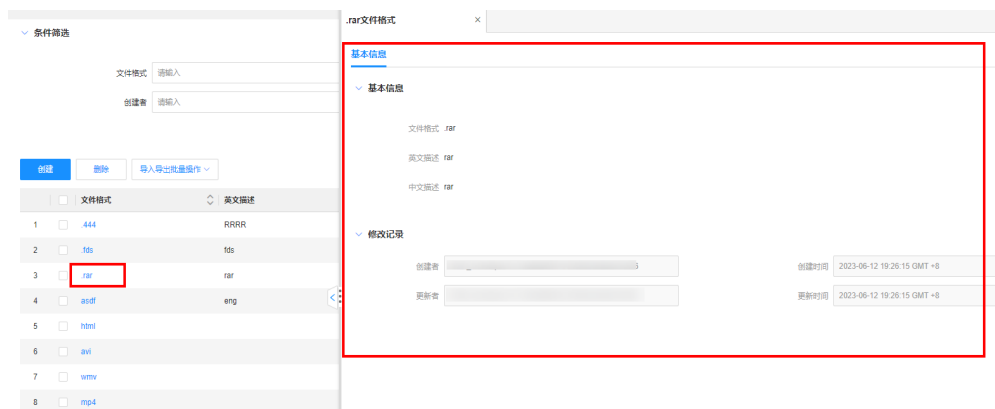 条件筛选
文件格式 请输入
创建者 请输入
创建 删除 导入导出批量操作
文件格式 英文描述
1 .444 RRRR
2 .fds fds
3 .rar rar
4 asdf eng
5 html
6 avi
7 wmv
8 mp4
.rar文件格式 ×
基本信息
基本信息
文件格式 .rar
英文描述 rar
中文描述 rar
修改记录
创建者 创建时间 2023-06-12 19:26:15 GMT +8
更新者 更新时间 2023-06-12 19:26:15 GMT +8